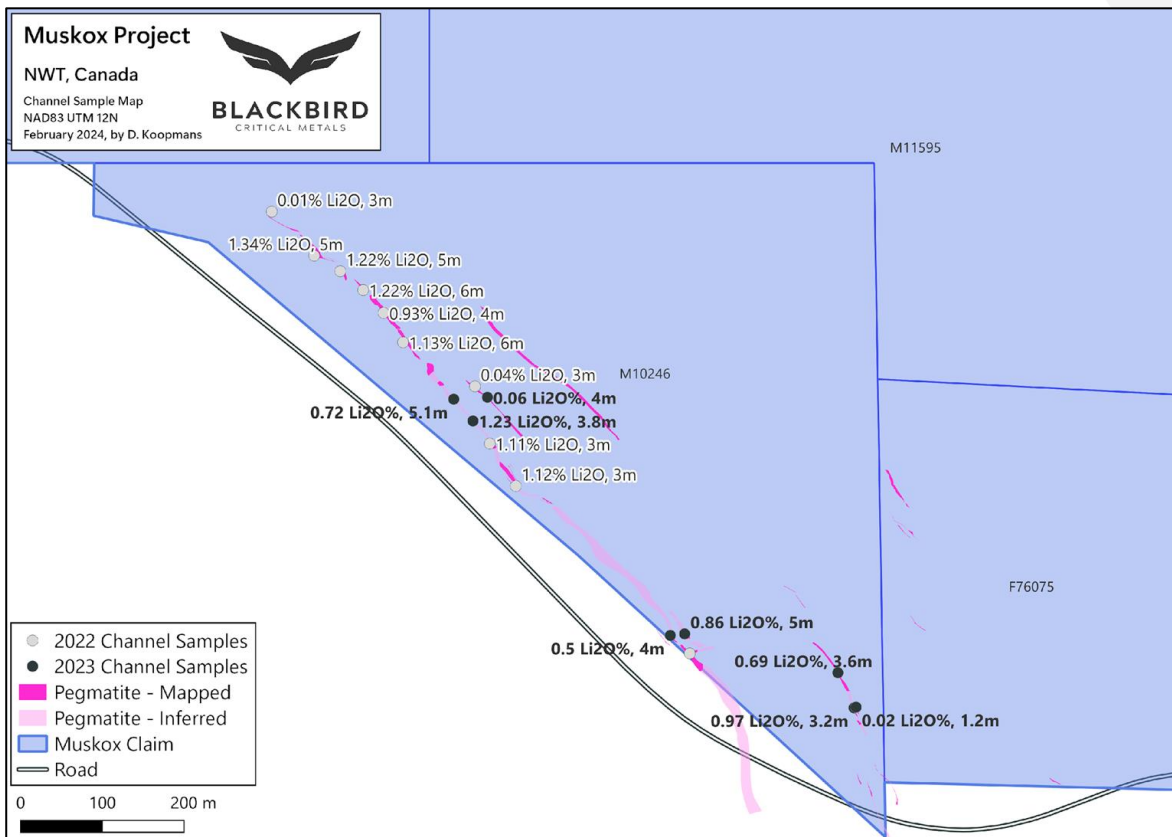 Muskox Project
NWT, Canada
Channel Sample Map
NAD83 UTM 12N
February 2024, by D. Koopmans
BLACKBIRD
CRITICAL METALS
M11595
0.01% Li2O, 3m
1.34% Li2O, 5m
1.22% Li2O, 5m
1.22% Li2O, 6m
0.93% Li2O, 4m
1.13% Li2O, 6m
0.04% Li2O, 3m
M10246
0.06 Li2O%, 4m
0.72 Li2O%, 5.1m
1.23 Li2O%, 3.8m
1.11% Li2O, 3m
1.12% Li2O, 3m
F76075
0.86 Li2O%, 5m
0.5 Li2O%, 4m
0.69 Li2O%, 3.6m
0.97 Li2O%, 3.2m
0.02 Li2O%, 1.2m
2022 Channel Samples
2023 Channel Samples
Pegmatite - Mapped
Pegmatite - Inferred
Muskox Claim
Road
0 100 200 m